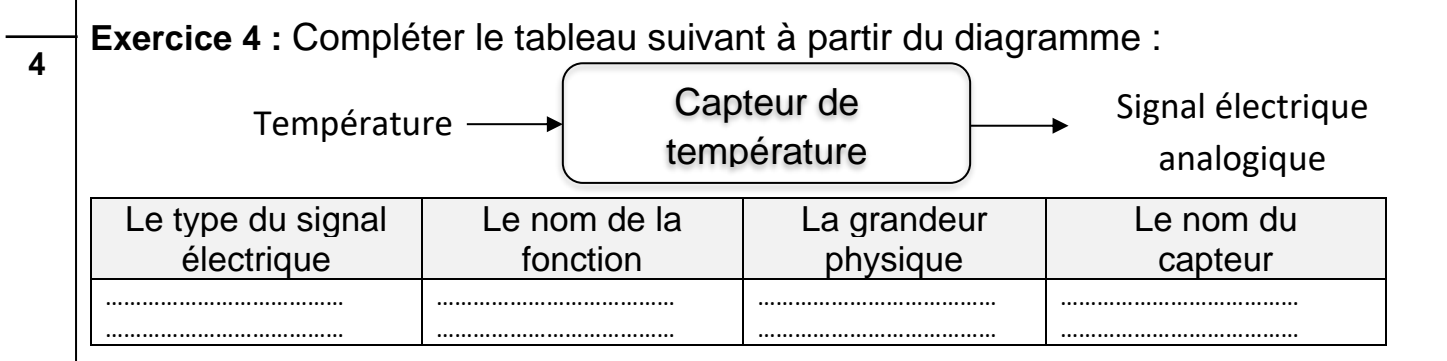 4
Exercice 4 : Compléter le tableau suivant à partir du diagramme :
Température
Capteur de
température
Signal électrique
analogique
Le type du signal
électrique
Le nom de la
fonction
La grandeur
physique
Le nom du
capteur
........................................
........................................
........................................
........................................
........................................
........................................
........................................
........................................